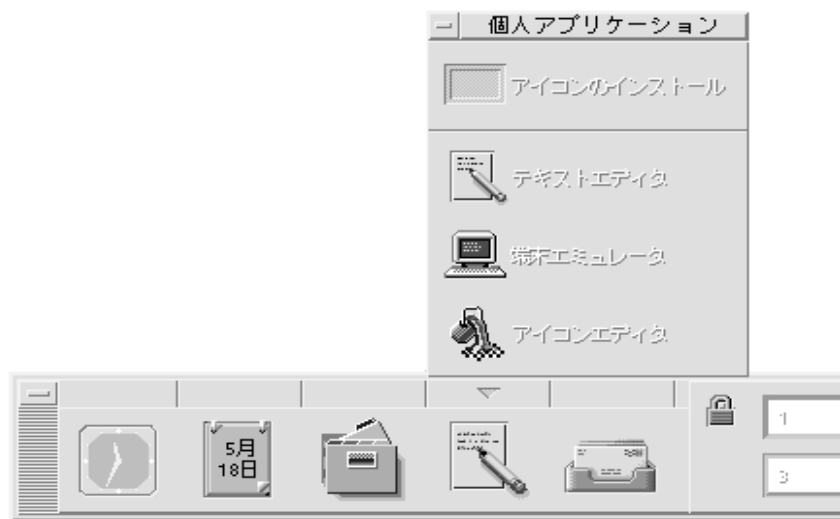 個人アプリケーション
アイコンのインストール
テキストエディタ
端末エミュレータ
アイコンエディタ
5月
18日
1
3